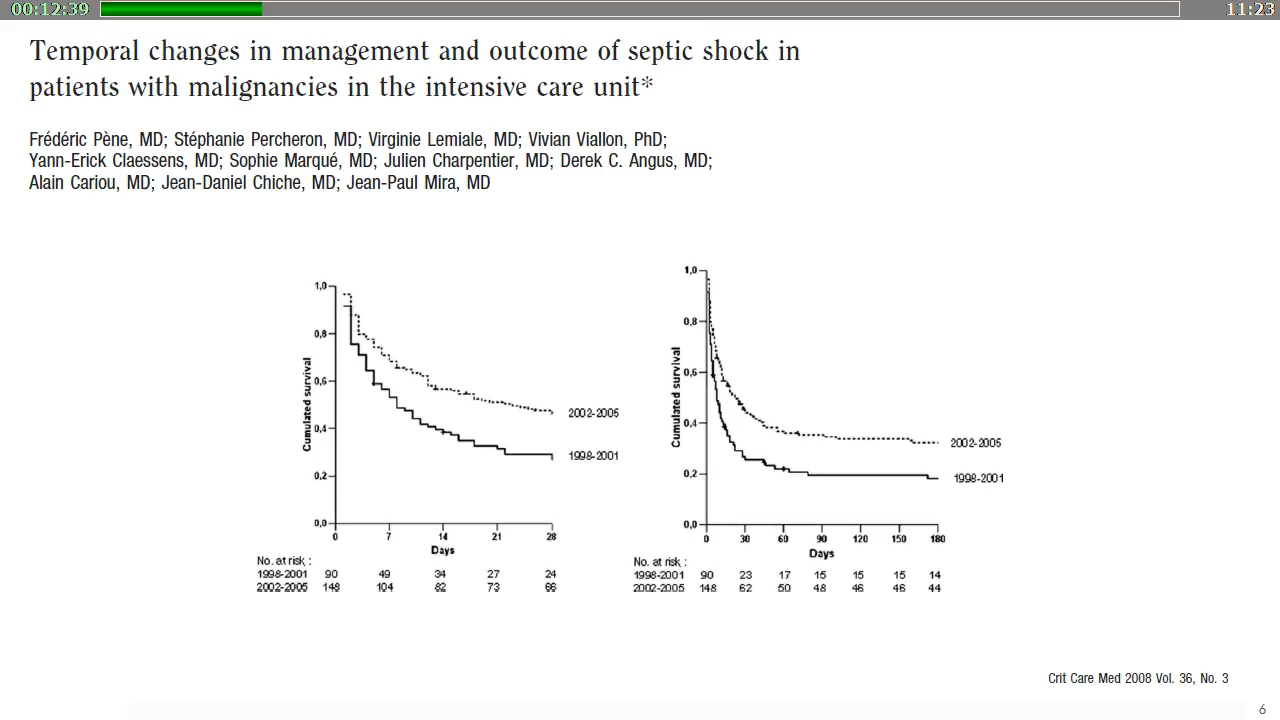 00:12:39
11:23
Temporal changes in management and outcome of septic shock in
patients with malignancies in the intensive care unit*
Frédéric Pène, MD; Stéphanie Percheron, MD; Virginie Lemiale, MD; Vivian Viallon, PhD;
Yann-Erick Claessens, MD; Sophie Marqué, MD; Julien Charpentier, MD; Derek C. Angus, MD;
Alain Cariou, MD; Jean-Daniel Chiche, MD; Jean-Paul Mira, MD
Cumulated survival
1,0
0,8
0,6
0,4
0,2
0,0
2002-2005
1998-2001
0 7 14 21 28
Days
No. at risk :
1998-2001 90 49 34 27 24
2002-2005 148 104 82 73 66
Cumulated survival
1,0
0,8
0,6
0,4
0,2
0,0
2002-2005
1998-2001
0 30 60 90 120 150 180
Days
No. at risk :
1998-2001 90 23 17 15 15 15 14
2002-2005 148 62 50 48 46 46 44
Crit Care Med 2008 Vol. 36, No. 3
6